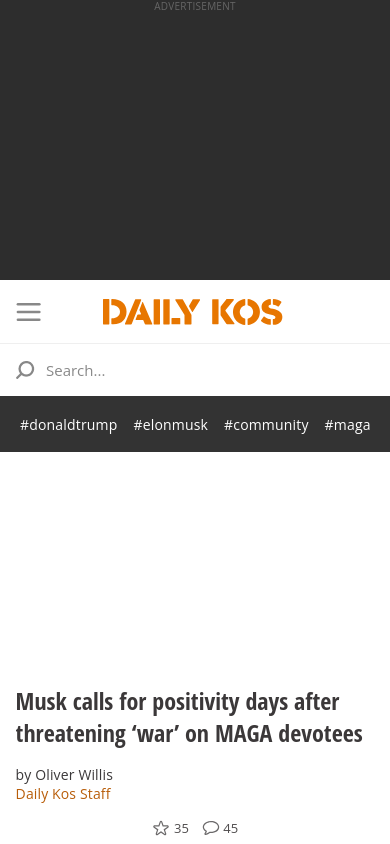 ADVERTISEMENT
DAILY KOS
Search...
#donaldtrump #elonmusk #community #maga
Musk calls for positivity days after
threatening ‘war’ on MAGA devotees
by Oliver Willis
Daily Kos Staff
35 45